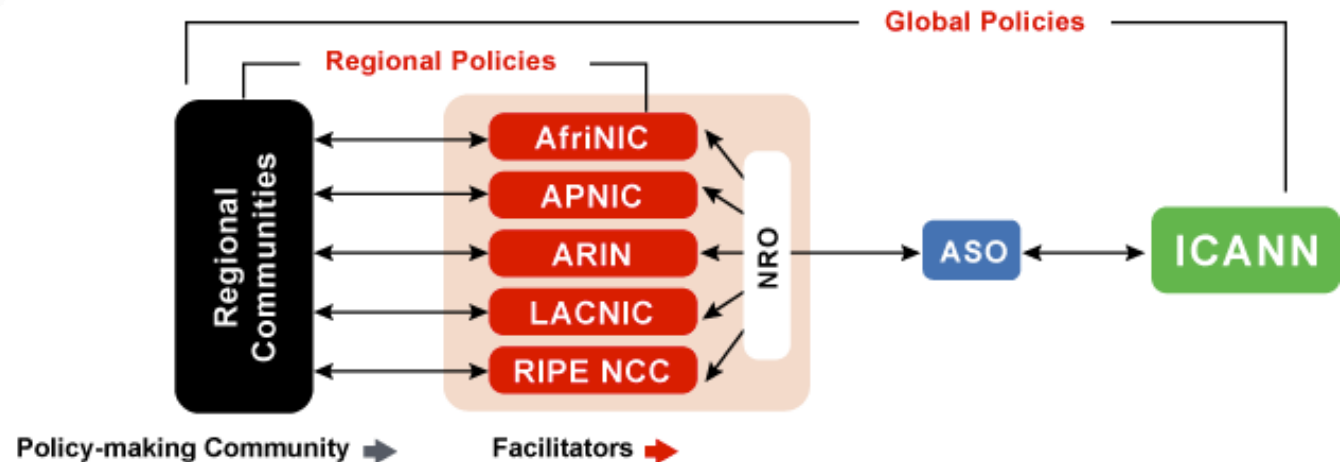 Global Policies
Regional Policies
Regional
Communities
AfriNIC
APNIC
ARIN
LACNIC
RIPE NCC
NRO
ASO
ICANN
Policy-making Community
Facilitators